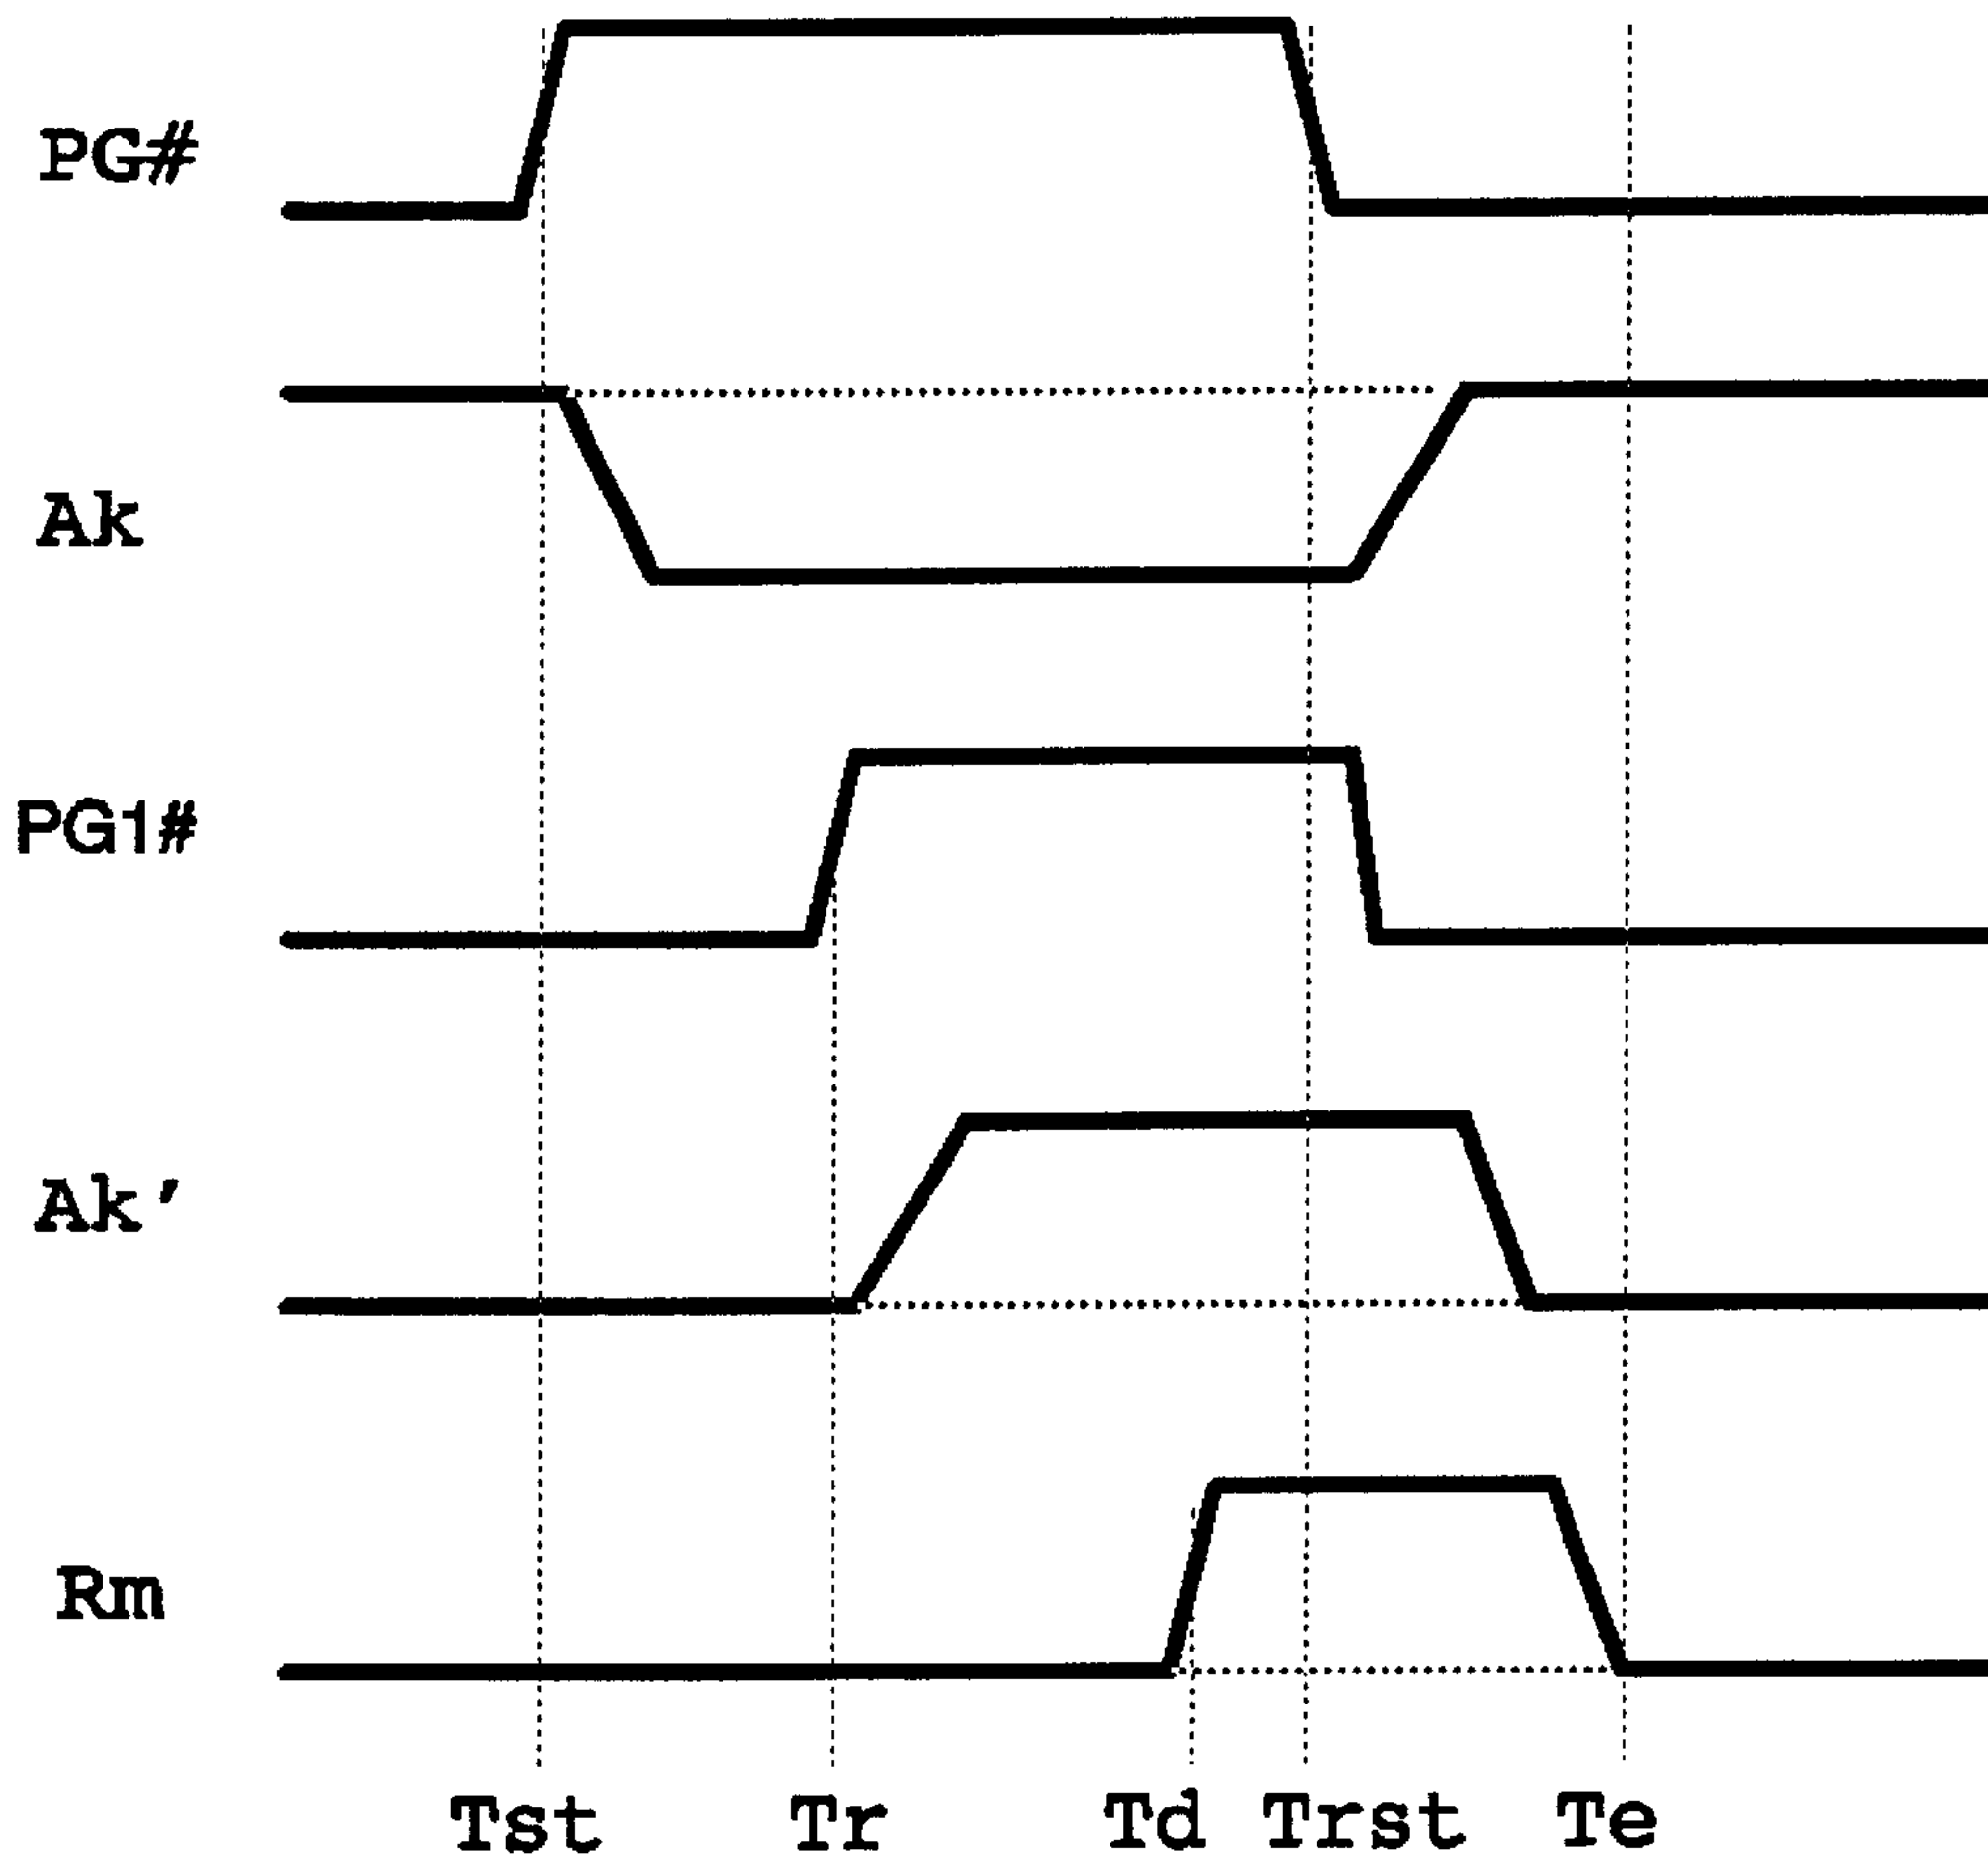 PG#
Ak
PG1#
Ak’
Rm
Tst Tr Td Trst Te